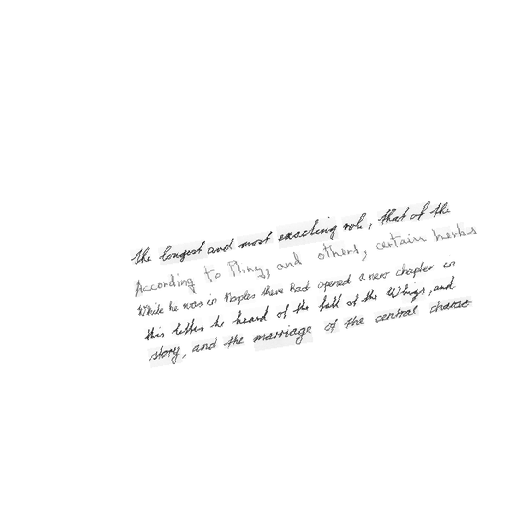 The longest and most exacting role, that of the
According to Pliny, and others, certain herbs
While he was in Naples there had opened a new chapter in
this letter he heard of the fall of the Whigs, and
story, and the marriage of the central charac-